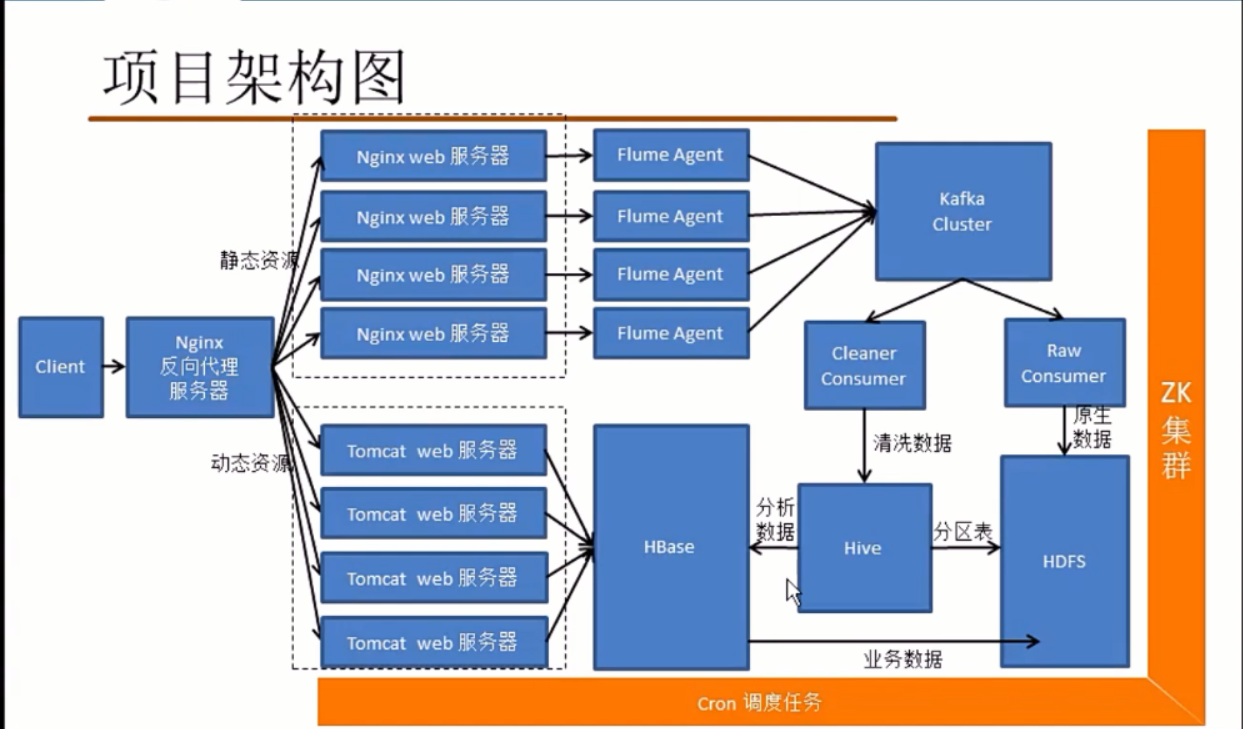 项目架构图
Nginx web 服务器
Flume Agent
Nginx web 服务器
Flume Agent
Kafka
Cluster
静态资源
Nginx web 服务器
Flume Agent
Nginx web 服务器
Flume Agent
Client
Nginx
反向代理
服务器
Cleaner
Consumer
Raw
Consumer
ZK
集
群
原生
数据
清洗数据
动态资源
Tomcat web 服务器
Tomcat web 服务器
Tomcat web 服务器
Tomcat web 服务器
HBase
分析
数据
Hive
分区表
HDFS
业务数据
Cron 调度任务